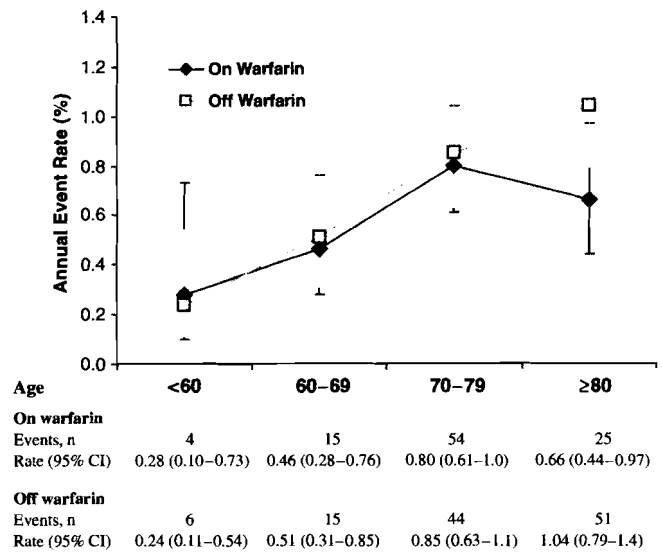 1.4
1.2
1.0
0.8
0.6
0.4
0.2
0.0
Annual Event Rate (%)
On Warfarin
Off Warfarin
Age <60 60–69 70–79 ≥80
On warfarin
Events, n 4 15 54 25
Rate (95% CI) 0.28 (0.10–0.73) 0.46 (0.28–0.76) 0.80 (0.61–1.0) 0.66 (0.44–0.97)
Off warfarin
Events, n 6 15 44 51
Rate (95% CI) 0.24 (0.11–0.54) 0.51 (0.31–0.85) 0.85 (0.63–1.1) 1.04 (0.79–1.4)